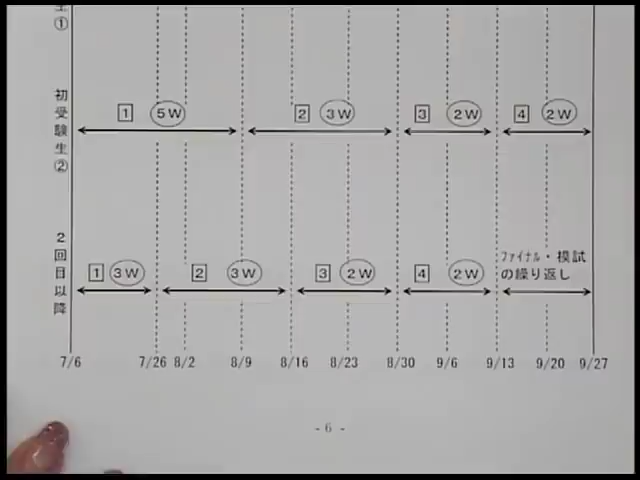 生①
初受験生②
1 5W 2 3W 3 2W 4 2W
2回目以降
1 3W 2 3W 3 2W 4 2W
ﾌｧｲﾅﾙ・模試
の繰り返し
7/6 7/26 8/2 8/9 8/16 8/23 8/30 9/6 9/13 9/20 9/27
- 6 -